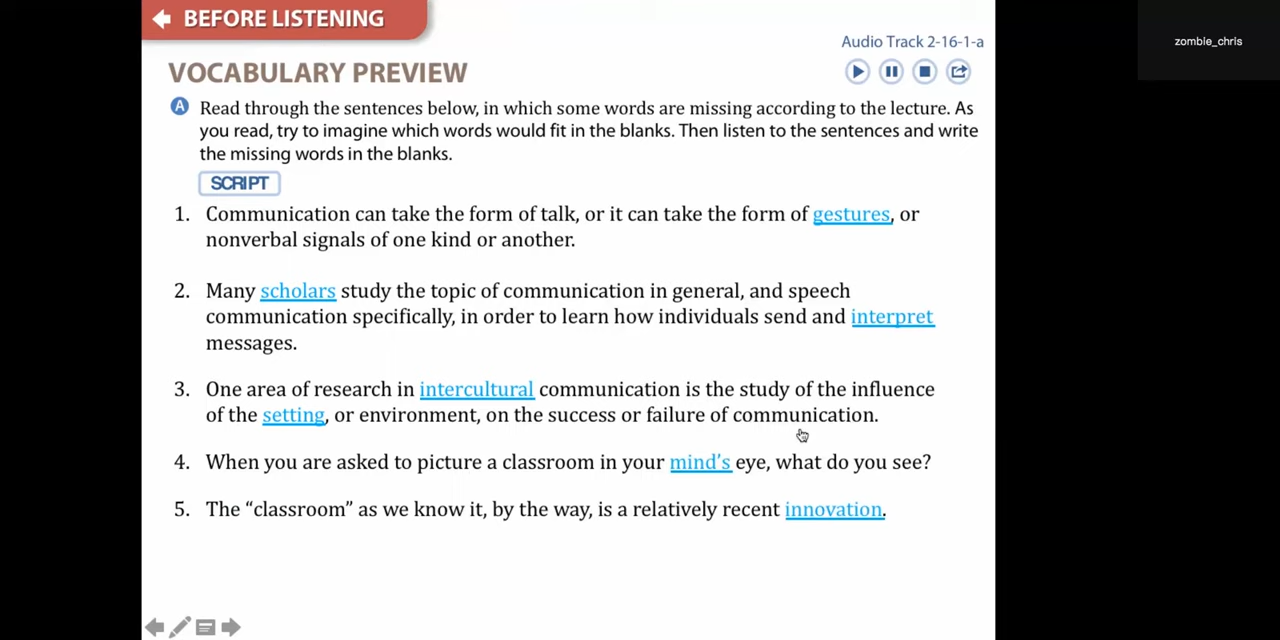 BEFORE LISTENING
zombie_chris
Audio Track 2-16-1-a
VOCABULARY PREVIEW
A Read through the sentences below, in which some words are missing according to the lecture. As
you read, try to imagine which words would fit in the blanks. Then listen to the sentences and write
the missing words in the blanks.
SCRIPT
1. Communication can take the form of talk, or it can take the form of gestures, or
nonverbal signals of one kind or another.
2. Many scholars study the topic of communication in general, and speech
communication specifically, in order to learn how individuals send and interpret
messages.
3. One area of research in intercultural communication is the study of the influence
of the setting, or environment, on the success or failure of communication.
4. When you are asked to picture a classroom in your mind’s eye, what do you see?
5. The “classroom” as we know it, by the way, is a relatively recent innovation.